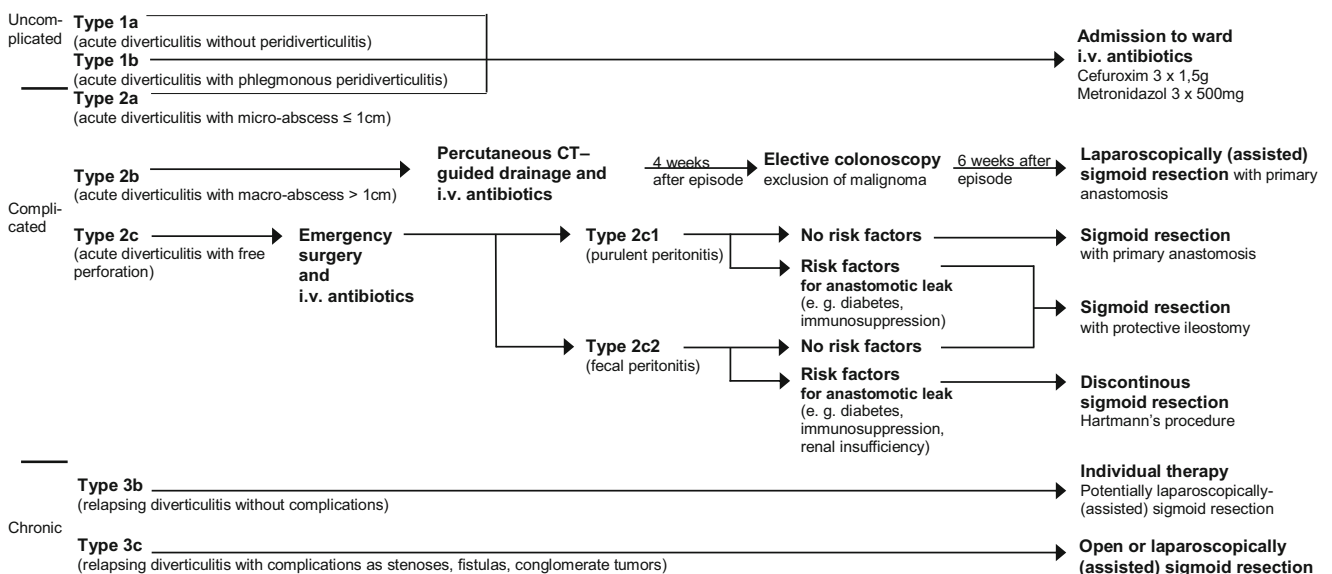 Uncom-
plicated
Type 1a
(acute diverticulitis without peridiverticulitis)
Type 1b
(acute diverticulitis with phlegmonous peridiverticulitis)
Type 2a
(acute diverticulitis with micro-abscess ≤ 1cm)
Admission to ward
i.v. antibiotics
Cefuroxim 3 x 1,5g
Metronidazol 3 x 500mg
Compli-
cated
Type 2b
(acute diverticulitis with macro-abscess > 1cm)
Percutaneous CT–
guided drainage and
i.v. antibiotics
4 weeks
after episode
Elective colonoscopy
exclusion of malignoma
6 weeks after
episode
Laparoscopically (assisted)
sigmoid resection with primary
anastomosis
Type 2c
(acute diverticulitis with free
perforation)
Emergency
surgery
and
i.v. antibiotics
Type 2c1
(purulent peritonitis)
No risk factors
Sigmoid resection
with primary anastomosis
Risk factors
for anastomotic leak
(e. g. diabetes,
immunosuppression)
Sigmoid resection
with protective ileostomy
Type 2c2
(fecal peritonitis)
No risk factors
Risk factors
for anastomotic leak
(e. g. diabetes,
immunosuppression,
renal insufficiency)
Discontinous
sigmoid resection
Hartmann’s procedure
Chronic
Type 3b
(relapsing diverticulitis without complications)
Individual therapy
Potentially laparoscopically-
(assisted) sigmoid resection
Type 3c
(relapsing diverticulitis with complications as stenoses, fistulas, conglomerate tumors)
Open or laparoscopically
(assisted) sigmoid resection